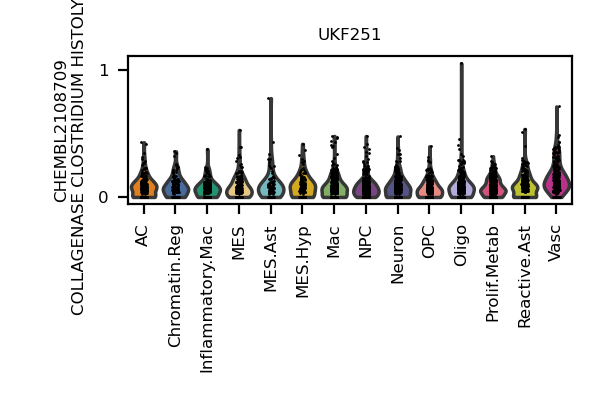 UKF251
CHEMBL2108709
COLLAGENASE CLOSTRIDIUM HISTOLY
1
0
AC
Chromatin.Reg
Inflammatory.Mac
MES
MES.Ast
MES.Hyp
Mac
NPC
Neuron
OPC
Oligo
Prolif.Metab
Reactive.Ast
Vasc